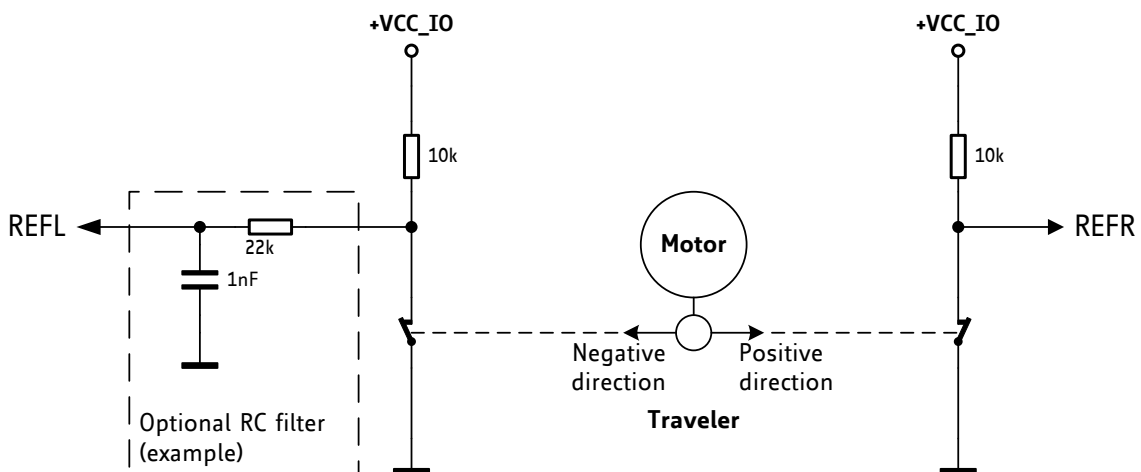 +VCC_IO
+VCC_IO
10k
10k
REFL
22k
1nF
Motor
REFR
Negative
direction
Positive
direction
Traveler
Optional RC filter
(example)